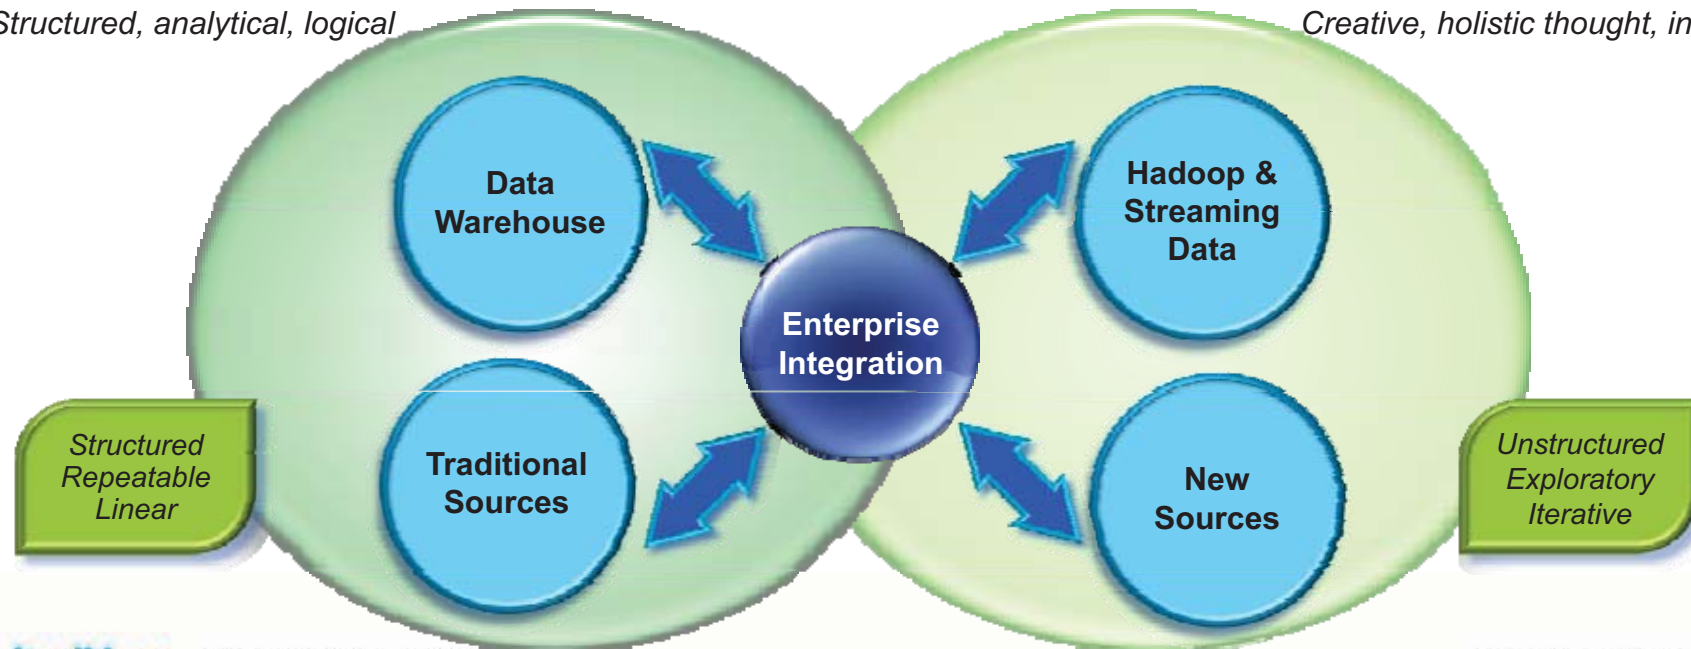 Structured, analytical, logical
Creative, holistic thought, in
Data
Warehouse
Hadoop &
Streaming
Data
Enterprise
Integration
Structured
Repeatable
Linear
Traditional
Sources
New
Sources
Unstructured
Exploratory
Iterative